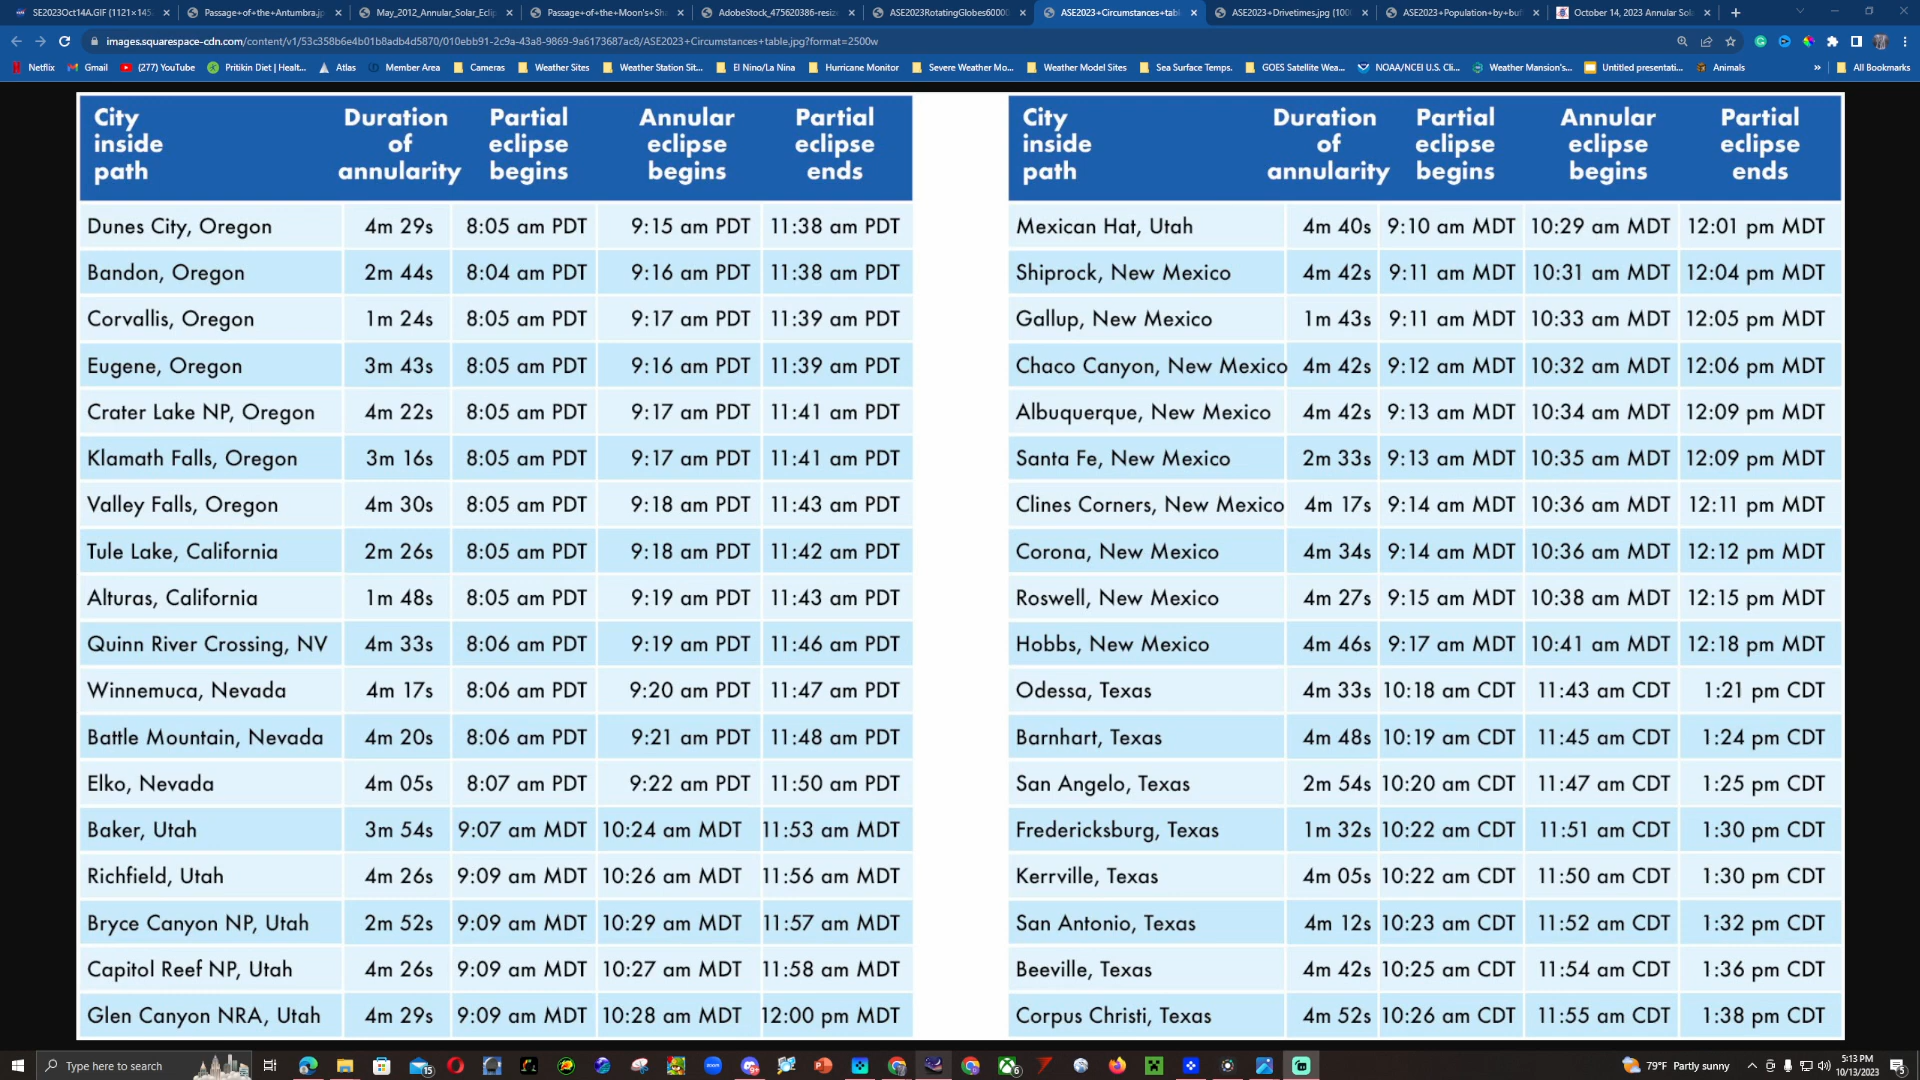 SE2023Oct14A.GIF (1121×145
Passage+of+the+Antumbra.jp
May_2012_Annular_Solar_Ecli
Passage+of+the+Moon's+Sh
AdobeStock_475620386-resiz
ASE2023RotatingGlobes60000
ASE2023+Circumstances+tabl
ASE2023+Drivetimes.jpg (100
ASE2023+Population+by+buf
October 14, 2023 Annular Sol
images.squarespace-cdn.com/content/v1/53c358b6e4b01b8adb4d5870/010ebb91-2c9a-43a8-9869-9a6173687ac8/ASE2023+Circumstances+table.jpg?format=2500w
Netflix Gmail (277) YouTube Pritikin Diet | Healt... Atlas Member Area Cameras Weather Sites Weather Station Sit... El Nino/La Nina Hurricane Monitor Severe Weather Mo... Weather Model Sites Sea Surface Temps. GOES Satellite Wea... NOAA/NCEI U.S. Cli... Weather Mansion's... Untitled presentati... Animals » All Bookmarks
City inside path Duration of annularity Partial eclipse begins Annular eclipse begins Partial eclipse ends
Dunes City, Oregon 4m 29s 8:05 am PDT 9:15 am PDT 11:38 am PDT
Bandon, Oregon 2m 44s 8:04 am PDT 9:16 am PDT 11:38 am PDT
Corvallis, Oregon 1m 24s 8:05 am PDT 9:17 am PDT 11:39 am PDT
Eugene, Oregon 3m 43s 8:05 am PDT 9:16 am PDT 11:39 am PDT
Crater Lake NP, Oregon 4m 22s 8:05 am PDT 9:17 am PDT 11:41 am PDT
Klamath Falls, Oregon 3m 16s 8:05 am PDT 9:17 am PDT 11:41 am PDT
Valley Falls, Oregon 4m 30s 8:05 am PDT 9:18 am PDT 11:43 am PDT
Tule Lake, California 2m 26s 8:05 am PDT 9:18 am PDT 11:42 am PDT
Alturas, California 1m 48s 8:05 am PDT 9:19 am PDT 11:43 am PDT
Quinn River Crossing, NV 4m 33s 8:06 am PDT 9:19 am PDT 11:46 am PDT
Winnemuca, Nevada 4m 17s 8:06 am PDT 9:20 am PDT 11:47 am PDT
Battle Mountain, Nevada 4m 20s 8:06 am PDT 9:21 am PDT 11:48 am PDT
Elko, Nevada 4m 05s 8:07 am PDT 9:22 am PDT 11:50 am PDT
Baker, Utah 3m 54s 9:07 am MDT 10:24 am MDT 11:53 am MDT
Richfield, Utah 4m 26s 9:09 am MDT 10:26 am MDT 11:56 am MDT
Bryce Canyon NP, Utah 2m 52s 9:09 am MDT 10:29 am MDT 11:57 am MDT
Capitol Reef NP, Utah 4m 26s 9:09 am MDT 10:27 am MDT 11:58 am MDT
Glen Canyon NRA, Utah 4m 29s 9:09 am MDT 10:28 am MDT 12:00 pm MDT
City inside path Duration of annularity Partial eclipse begins Annular eclipse begins Partial eclipse ends
Mexican Hat, Utah 4m 40s 9:10 am MDT 10:29 am MDT 12:01 pm MDT
Shiprock, New Mexico 4m 42s 9:11 am MDT 10:31 am MDT 12:04 pm MDT
Gallup, New Mexico 1m 43s 9:11 am MDT 10:33 am MDT 12:05 pm MDT
Chaco Canyon, New Mexico 4m 42s 9:12 am MDT 10:32 am MDT 12:06 pm MDT
Albuquerque, New Mexico 4m 42s 9:13 am MDT 10:34 am MDT 12:09 pm MDT
Santa Fe, New Mexico 2m 33s 9:13 am MDT 10:35 am MDT 12:09 pm MDT
Clines Corners, New Mexico 4m 17s 9:14 am MDT 10:36 am MDT 12:11 pm MDT
Corona, New Mexico 4m 34s 9:14 am MDT 10:36 am MDT 12:12 pm MDT
Roswell, New Mexico 4m 27s 9:15 am MDT 10:38 am MDT 12:15 pm MDT
Hobbs, New Mexico 4m 46s 9:17 am MDT 10:41 am MDT 12:18 pm MDT
Odessa, Texas 4m 33s 10:18 am CDT 11:43 am CDT 1:21 pm CDT
Barnhart, Texas 4m 48s 10:19 am CDT 11:45 am CDT 1:24 pm CDT
San Angelo, Texas 2m 54s 10:20 am CDT 11:47 am CDT 1:25 pm CDT
Fredericksburg, Texas 1m 32s 10:22 am CDT 11:51 am CDT 1:30 pm CDT
Kerrville, Texas 4m 05s 10:22 am CDT 11:50 am CDT 1:30 pm CDT
San Antonio, Texas 4m 12s 10:23 am CDT 11:52 am CDT 1:32 pm CDT
Beeville, Texas 4m 42s 10:25 am CDT 11:54 am CDT 1:36 pm CDT
Corpus Christi, Texas 4m 52s 10:26 am CDT 11:55 am CDT 1:38 pm CDT
Type here to search 15 6 79°F Partly sunny 5:13 PM
10/13/2023 5